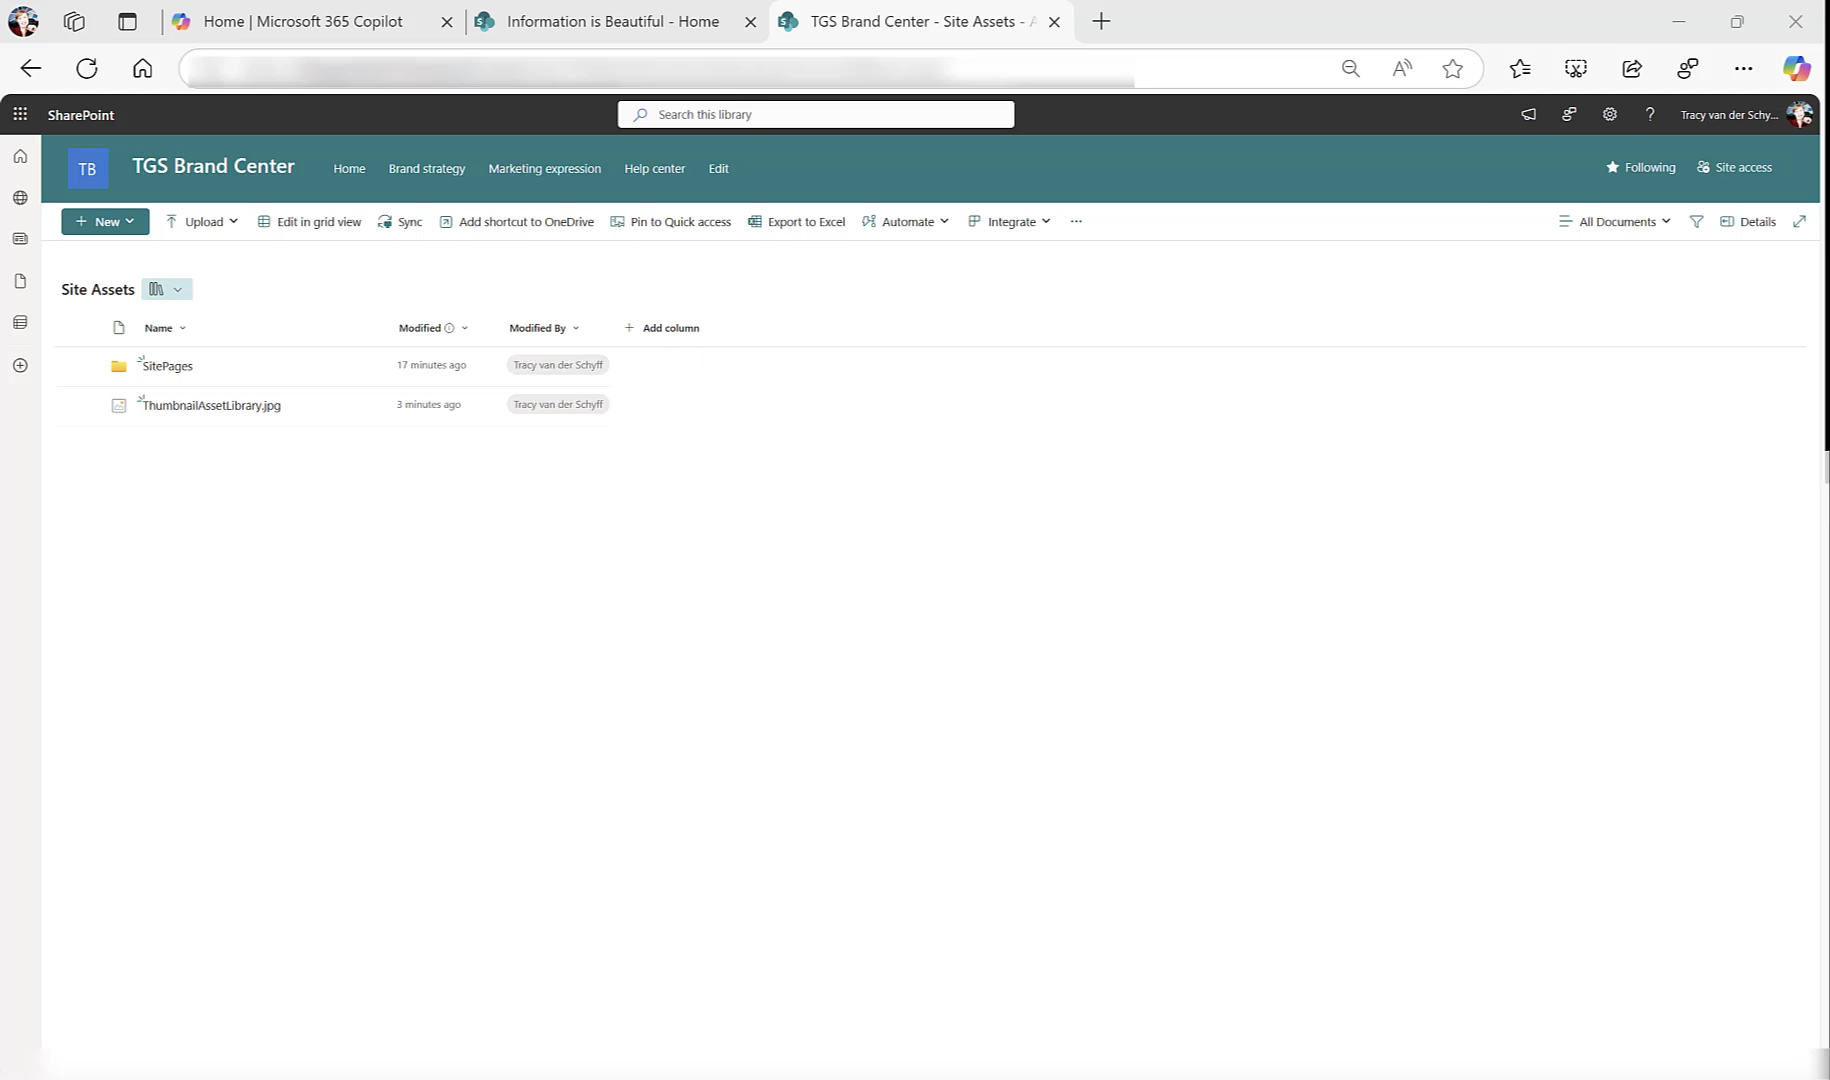 Home | Microsoft 365 Copilot
Information is Beautiful - Home
TGS Brand Center - Site Assets - A
SharePoint
Search this library
Tracy van der Schy...
TB
TGS Brand Center
Home
Brand strategy
Marketing expression
Help center
Edit
Following
Site access
New
Upload
Edit in grid view
Sync
Add shortcut to OneDrive
Pin to Quick access
Export to Excel
Automate
Integrate
All Documents
Details
Site Assets
Name
Modified
Modified By
Add column
SitePages
17 minutes ago
Tracy van der Schyff
ThumbnailAssetLibrary.jpg
3 minutes ago
Tracy van der Schyff